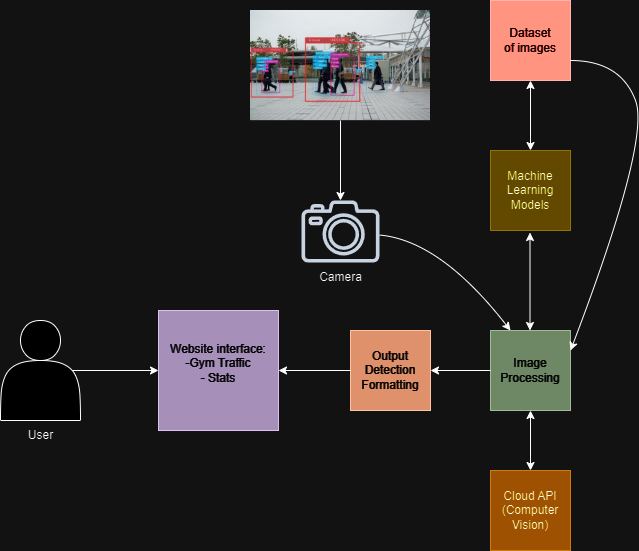 Dataset
of images
Machine
Learning
Models
Camera
Website interface:
-Gym Traffic
- Stats
Output
Detection
Formatting
Image
Processing
User
Cloud API
(Computer
Vision)